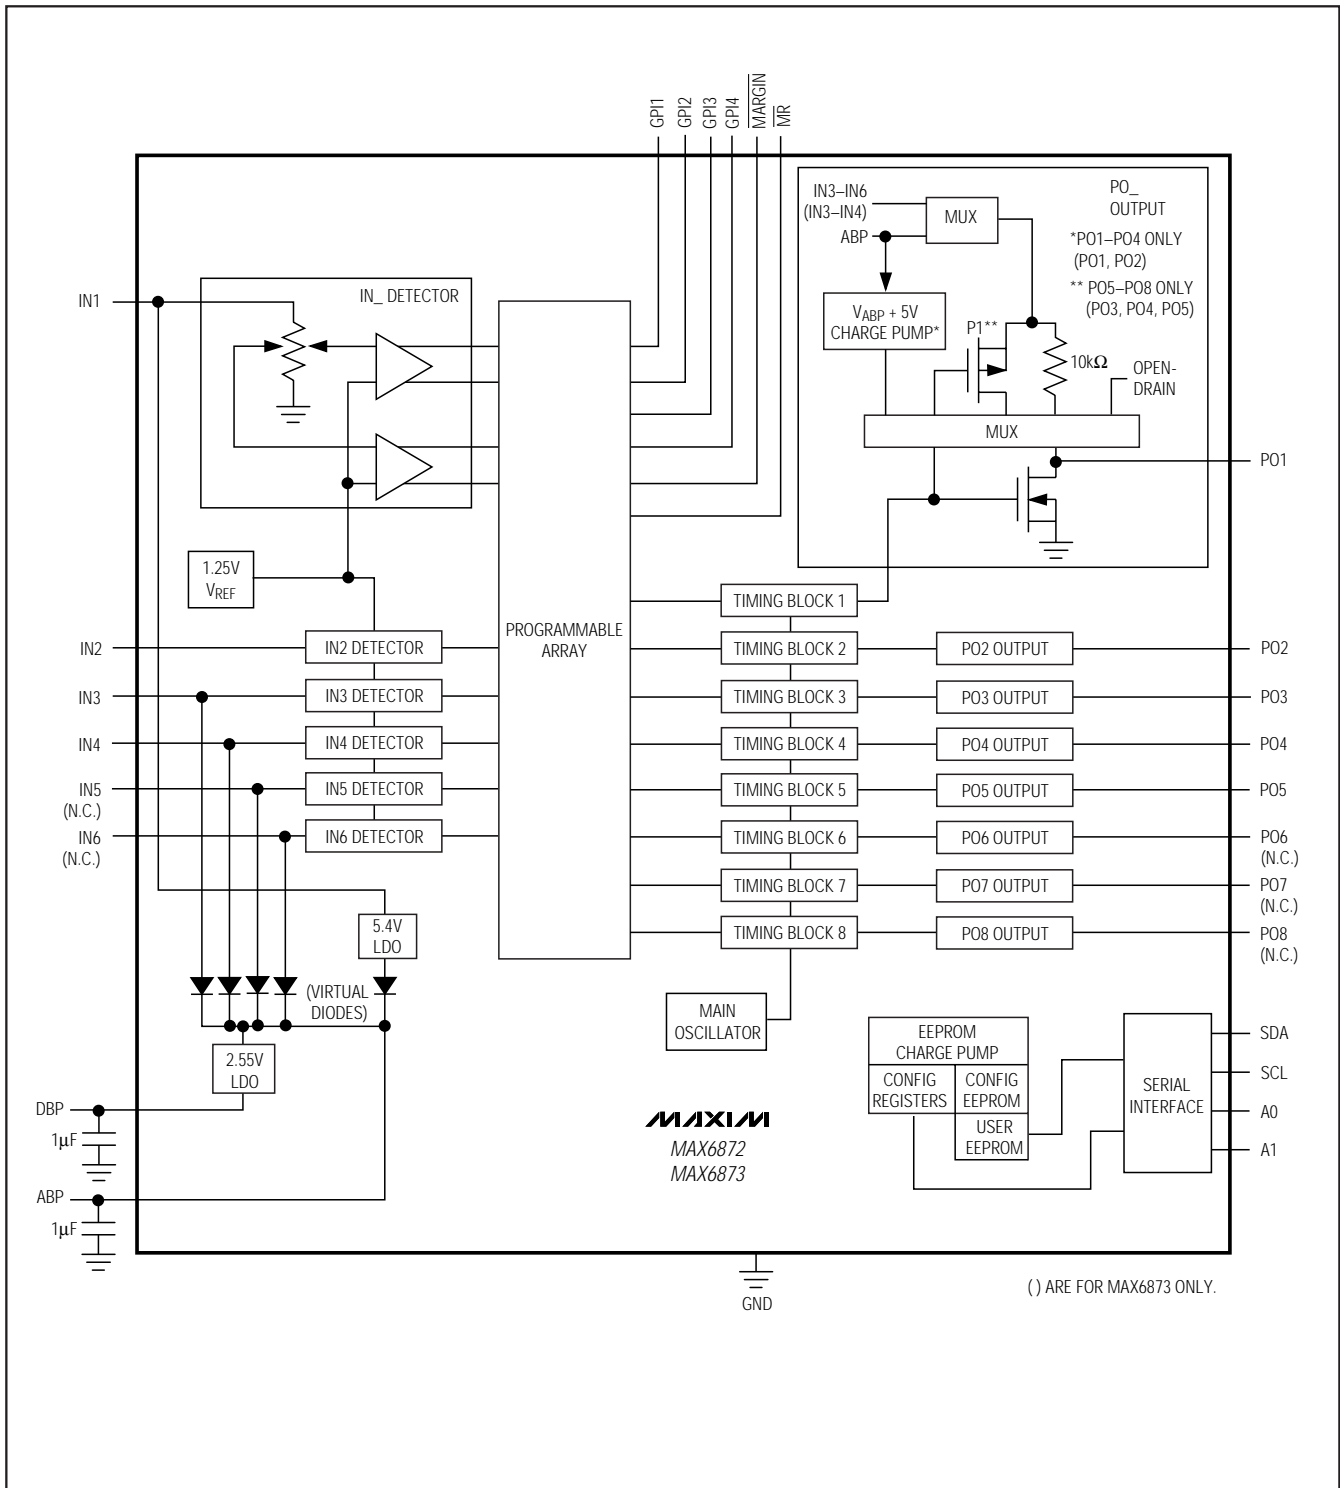 GPI1
GPI2
GPI3
GPI4
MARGIN
MR
IN3–IN6
(IN3–IN4)
MUX
PO_
OUTPUT
ABP
*PO1–PO4 ONLY
(PO1, PO2)
** PO5–PO8 ONLY
(PO3, PO4, PO5)
VABP + 5V
CHARGE PUMP*
P1**
10kΩ
OPEN-
DRAIN
MUX
PO1
IN1
IN_ DETECTOR
1.25V
VREF
PROGRAMMABLE
ARRAY
TIMING BLOCK 1
IN2
IN2 DETECTOR
TIMING BLOCK 2
PO2 OUTPUT
PO2
IN3
IN3 DETECTOR
TIMING BLOCK 3
PO3 OUTPUT
PO3
IN4
IN4 DETECTOR
TIMING BLOCK 4
PO4 OUTPUT
PO4
IN5
(N.C.)
IN5 DETECTOR
TIMING BLOCK 5
PO5 OUTPUT
PO5
IN6
(N.C.)
IN6 DETECTOR
TIMING BLOCK 6
PO6 OUTPUT
PO6
(N.C.)
TIMING BLOCK 7
PO7 OUTPUT
PO7
(N.C.)
TIMING BLOCK 8
PO8 OUTPUT
PO8
(N.C.)
5.4V
LDO
(VIRTUAL
DIODES)
2.55V
LDO
MAIN
OSCILLATOR
EEPROM
CHARGE PUMP
CONFIG
REGISTERS
CONFIG
EEPROM
USER
EEPROM
SERIAL
INTERFACE
SDA
SCL
A0
A1
DBP
1µF
ABP
1µF
MAXIM
MAX6872
MAX6873
GND
( ) ARE FOR MAX6873 ONLY.